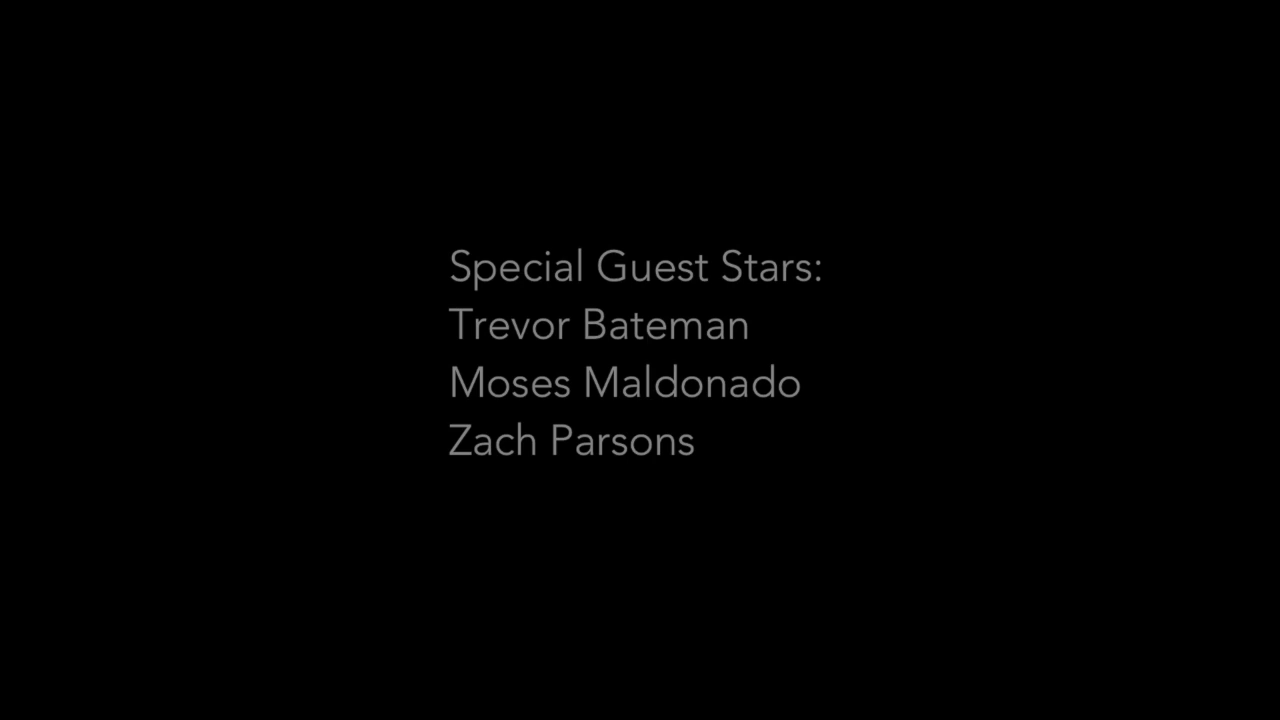 Special Guest Stars:
Trevor Bateman
Moses Maldonado
Zach Parsons